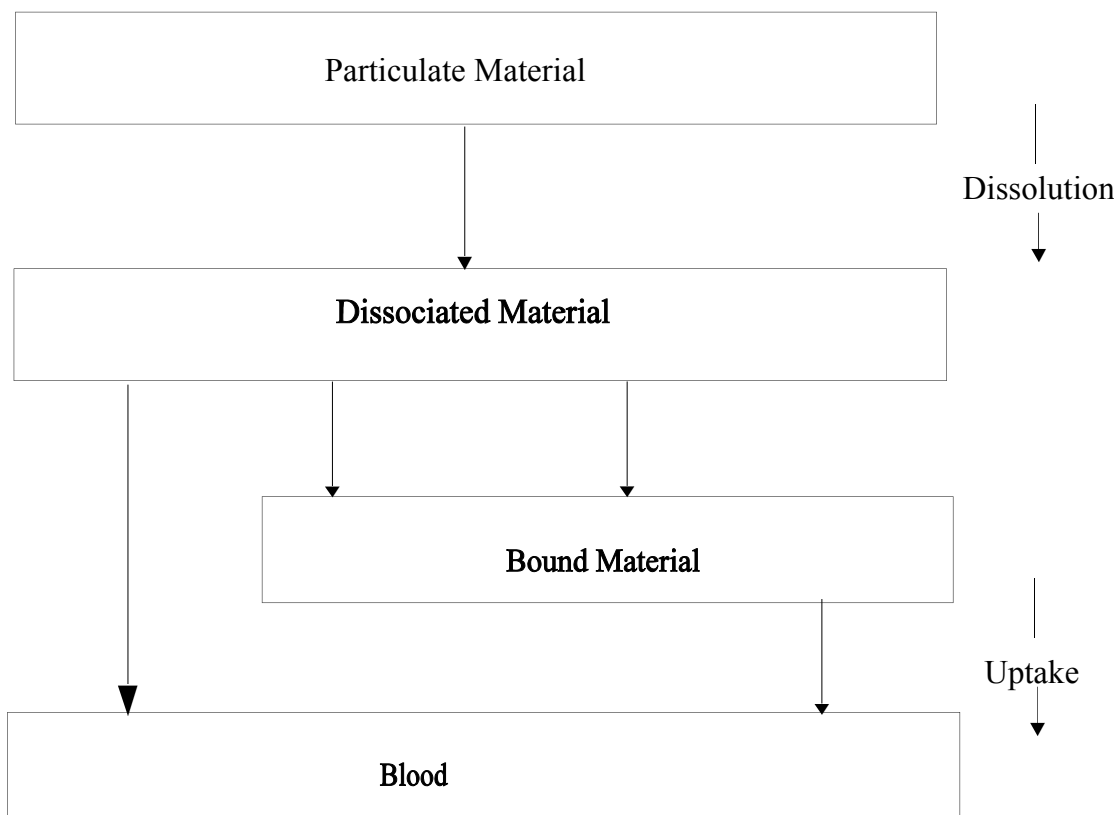 Particulate Material
Dissolution
Dissociated Material
Bound Material
Uptake
Blood